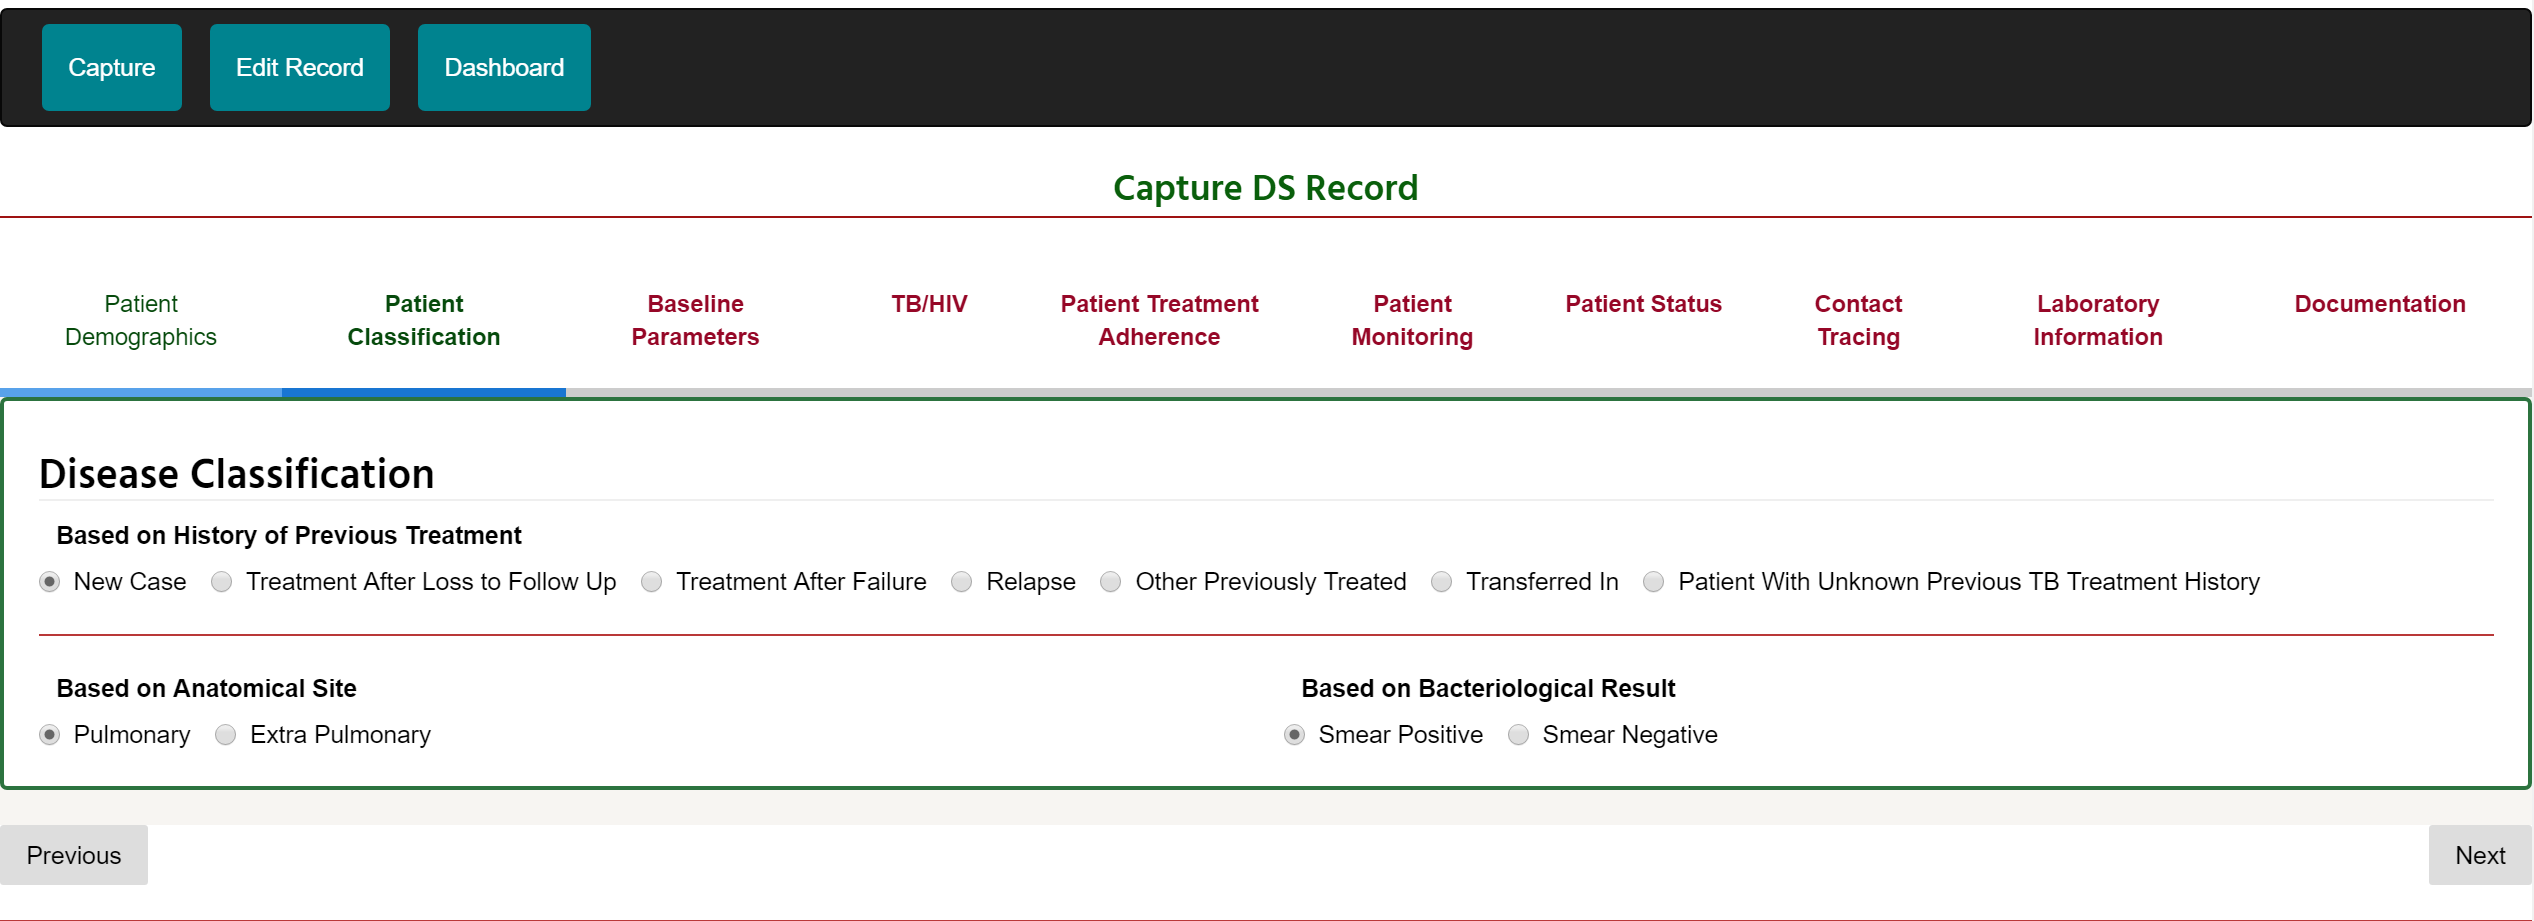 Capture Edit Record Dashboard
Capture DS Record
Patient Demographics
Patient Classification
Baseline Parameters
TB/HIV
Patient Treatment Adherence
Patient Monitoring
Patient Status
Contact Tracing
Laboratory Information
Documentation
Disease Classification
Based on History of Previous Treatment
New Case Treatment After Loss to Follow Up Treatment After Failure Relapse Other Previously Treated Transferred In Patient With Unknown Previous TB Treatment History
Based on Anatomical Site
Pulmonary Extra Pulmonary
Based on Bacteriological Result
Smear Positive Smear Negative
Previous
Next